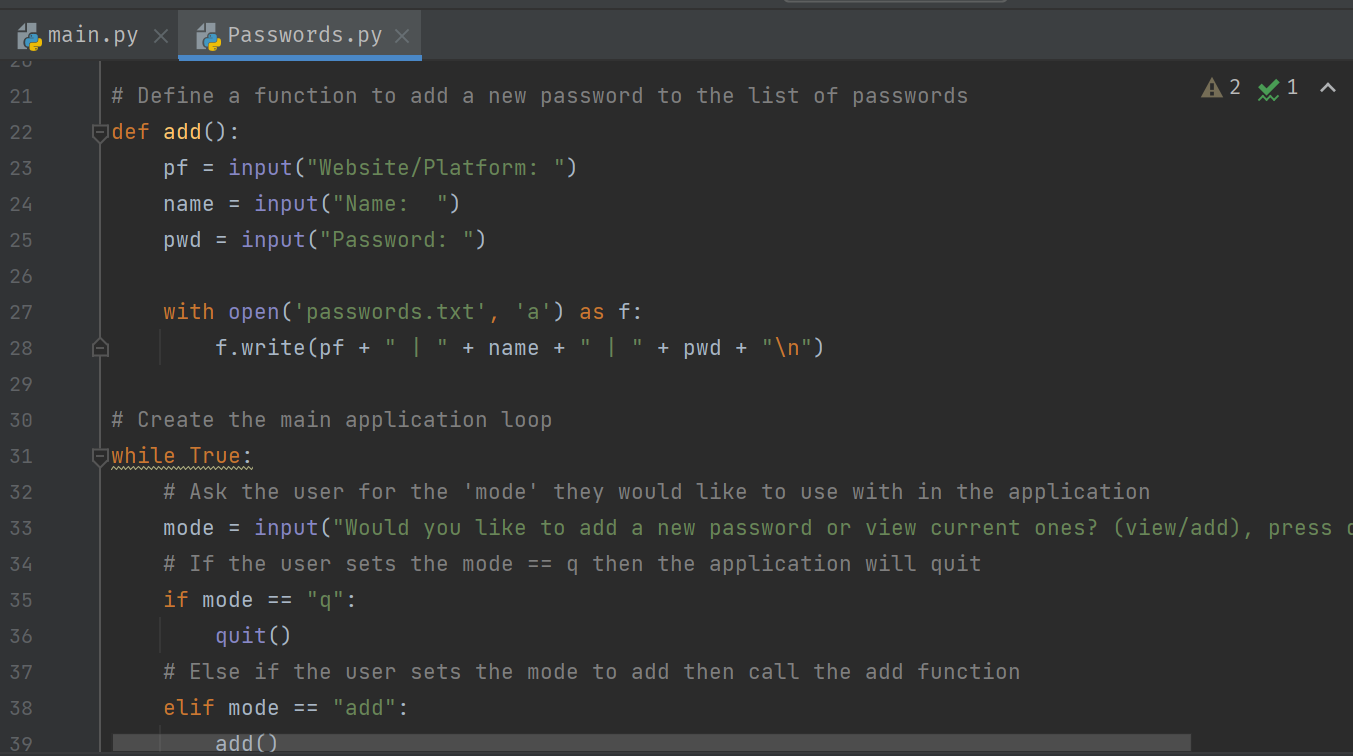 main.py Passwords.py
2 1
21 # Define a function to add a new password to the list of passwords
22 def add():
23 pf = input("Website/Platform: ")
24 name = input("Name:  ")
25 pwd = input("Password: ")
26
27 with open('passwords.txt', 'a') as f:
28 f.write(pf + " | " + name + " | " + pwd + "\n")
29
30 # Create the main application loop
31 while True:
32 # Ask the user for the 'mode' they would like to use with in the application
33 mode = input("Would you like to add a new password or view current ones? (view/add), press
34 # If the user sets the mode == q then the application will quit
35 if mode == "q":
36 quit()
37 # Else if the user sets the mode to add then call the add function
38 elif mode == "add":
39 add()